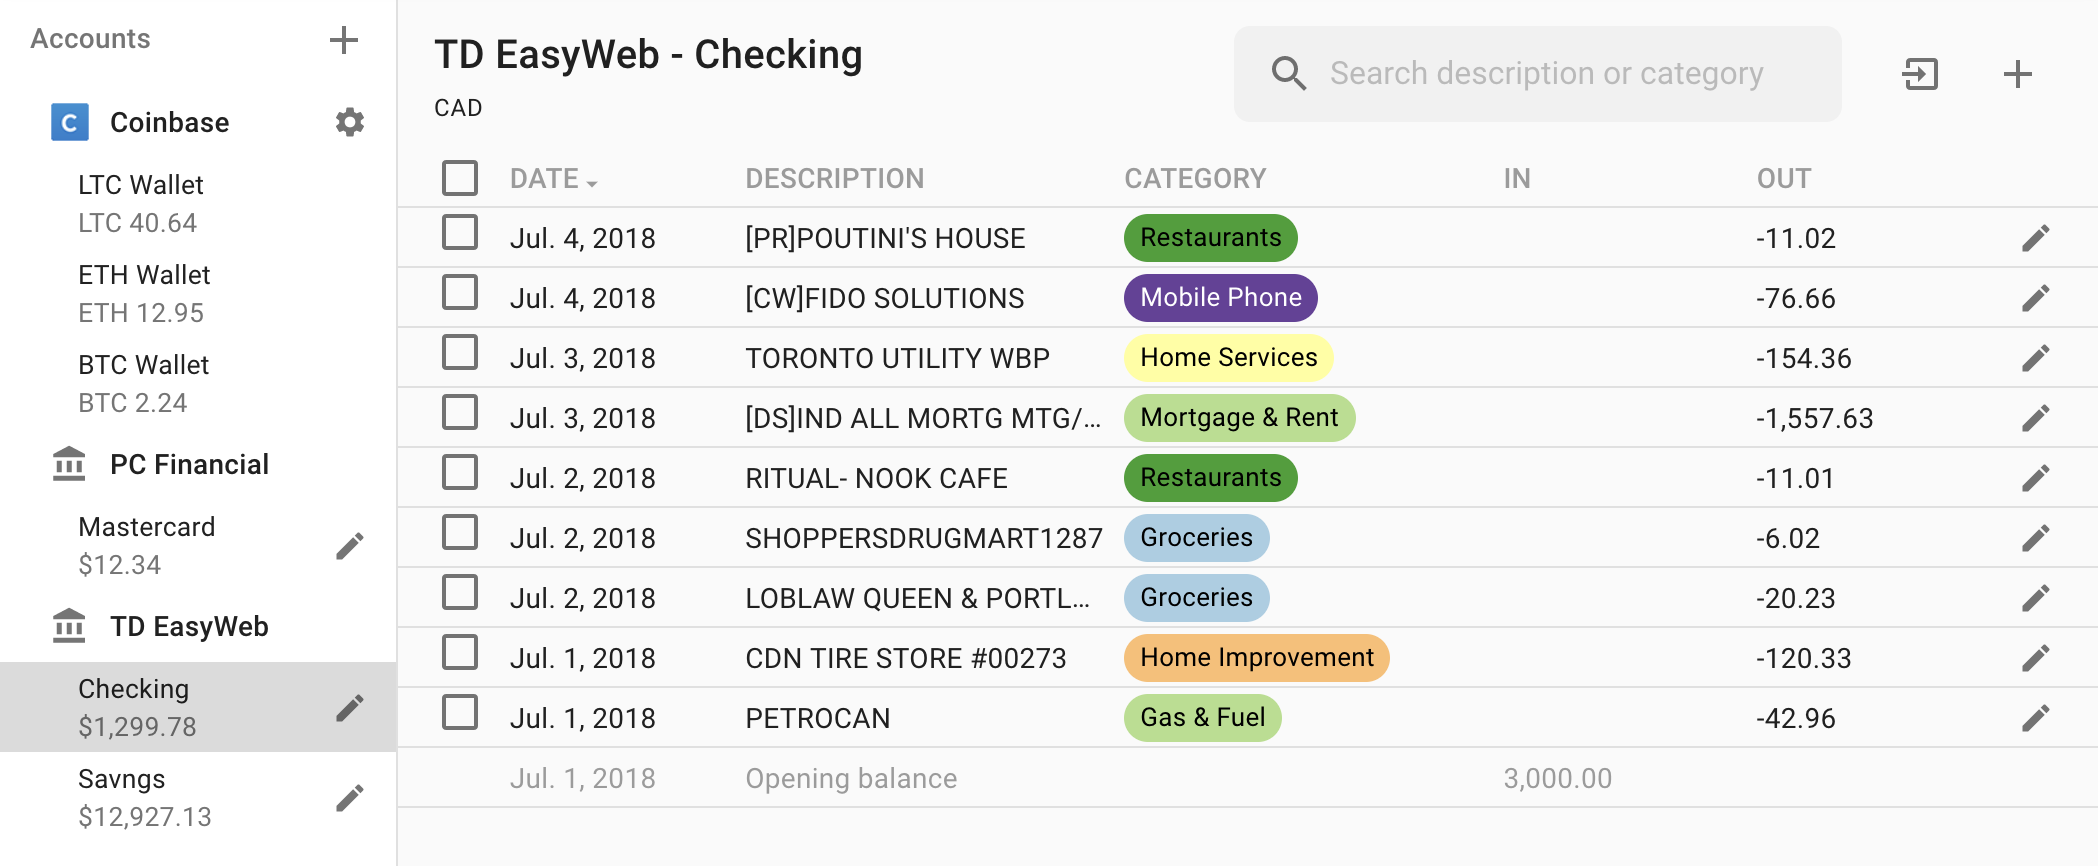 Accounts
C Coinbase
LTC Wallet
LTC 40.64
ETH Wallet
ETH 12.95
BTC Wallet
BTC 2.24
PC Financial
Mastercard
$12.34
TD EasyWeb
Checking
$1,299.78
Savngs
$12,927.13
TD EasyWeb - Checking
CAD
Search description or category
DATE DESCRIPTION CATEGORY IN OUT
Jul. 4, 2018 [PR]POUTINI'S HOUSE Restaurants -11.02
Jul. 4, 2018 [CW]FIDO SOLUTIONS Mobile Phone -76.66
Jul. 3, 2018 TORONTO UTILITY WBP Home Services -154.36
Jul. 3, 2018 [DS]IND ALL MORTG MTG/... Mortgage & Rent -1,557.63
Jul. 2, 2018 RITUAL- NOOK CAFE Restaurants -11.01
Jul. 2, 2018 SHOPPERSDRUGMART1287 Groceries -6.02
Jul. 2, 2018 LOBLAW QUEEN & PORTL... Groceries -20.23
Jul. 1, 2018 CDN TIRE STORE #00273 Home Improvement -120.33
Jul. 1, 2018 PETROCAN Gas & Fuel -42.96
Jul. 1, 2018 Opening balance 3,000.00